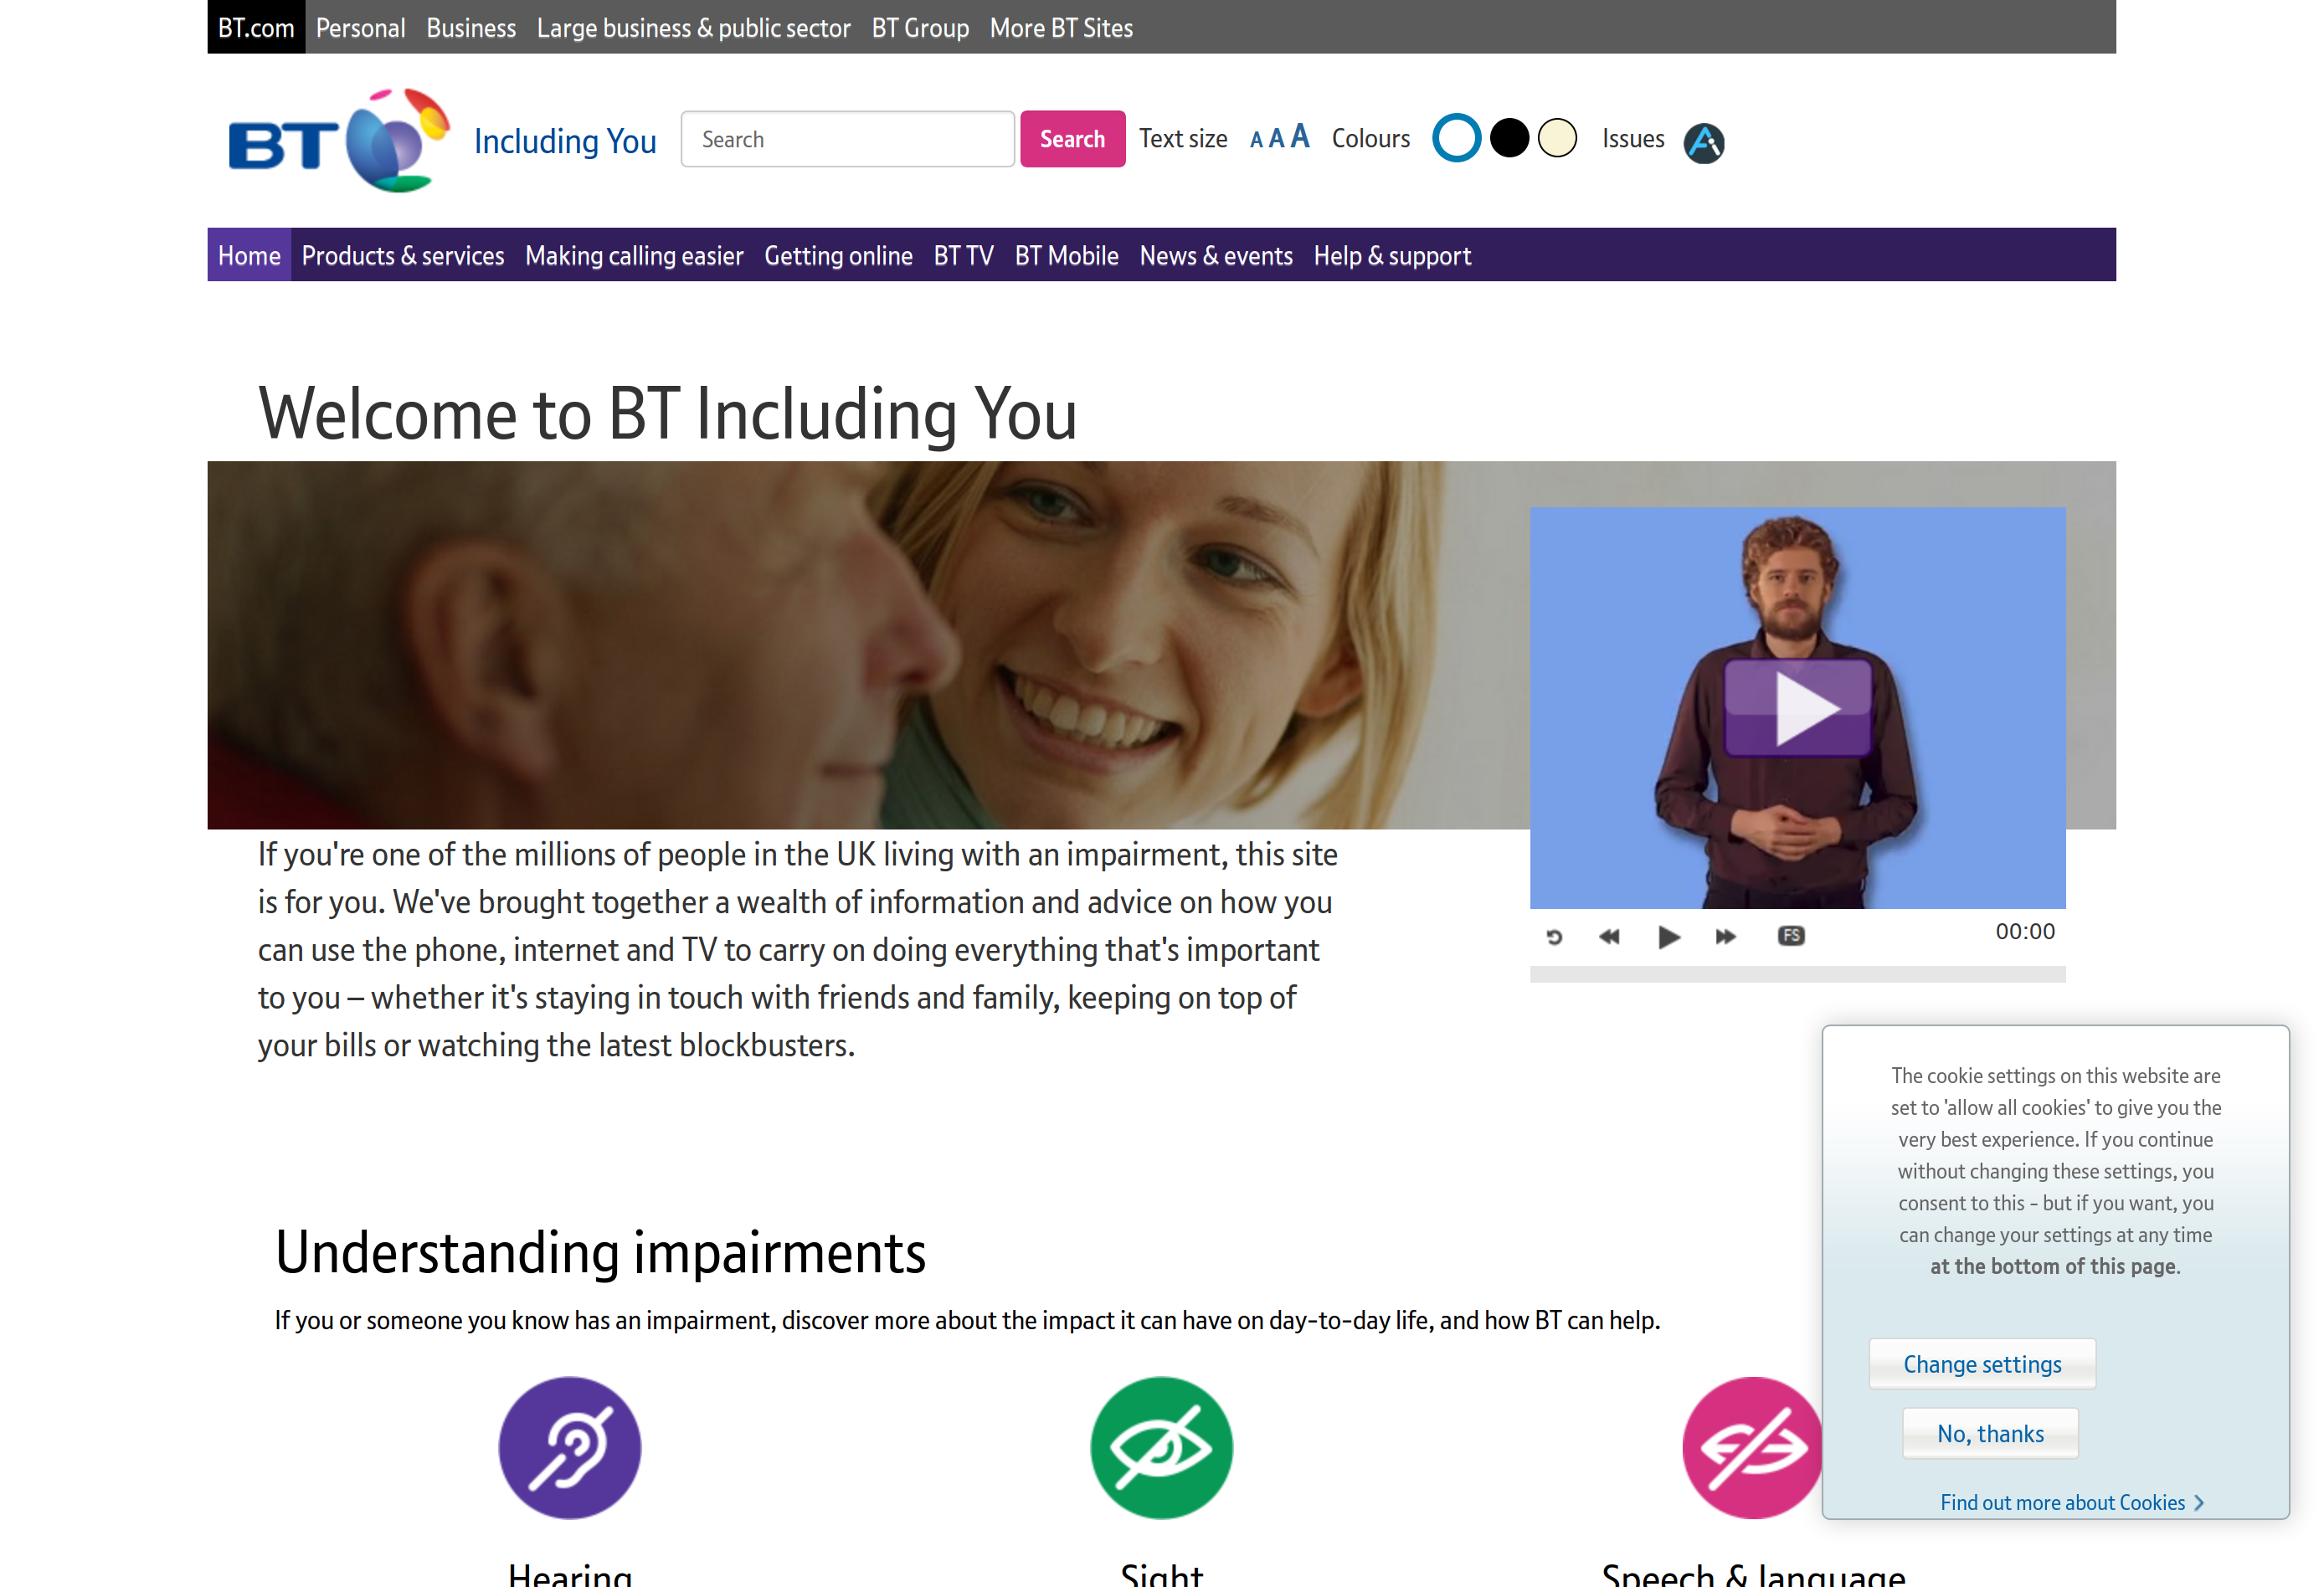 BT.com Personal Business Large business & public sector BT Group More BT Sites
BT Including You Search Search Text size A A A Colours Issues Ai
Home Products & services Making calling easier Getting online BT TV BT Mobile News & events Help & support
Welcome to BT Including You
If you're one of the millions of people in the UK living with an impairment, this site
is for you. We've brought together a wealth of information and advice on how you
can use the phone, internet and TV to carry on doing everything that's important
to you – whether it's staying in touch with friends and family, keeping on top of
your bills or watching the latest blockbusters.
FS 00:00
The cookie settings on this website are
set to 'allow all cookies' to give you the
very best experience. If you continue
without changing these settings, you
consent to this - but if you want, you
can change your settings at any time
at the bottom of this page.
Change settings
No, thanks
Find out more about Cookies
Understanding impairments
If you or someone you know has an impairment, discover more about the impact it can have on day-to-day life, and how BT can help.
Hearing Sight Speech & language